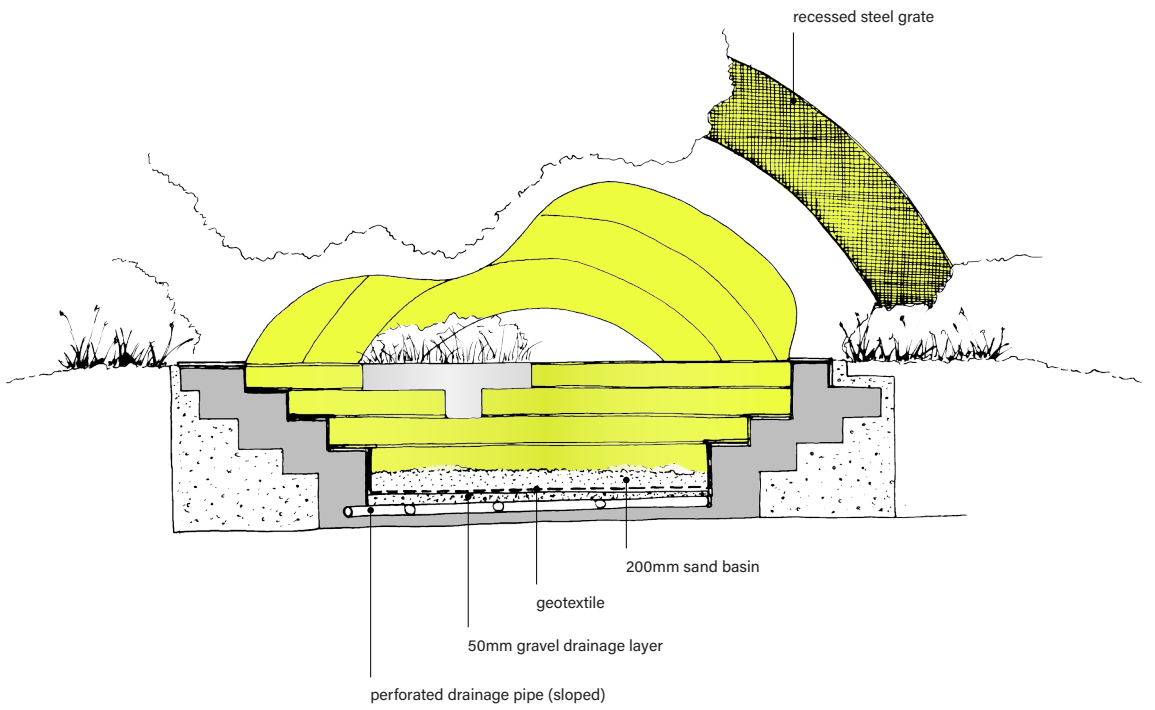 recessed steel grate
200mm sand basin
geotextile
50mm gravel drainage layer
perforated drainage pipe (sloped)